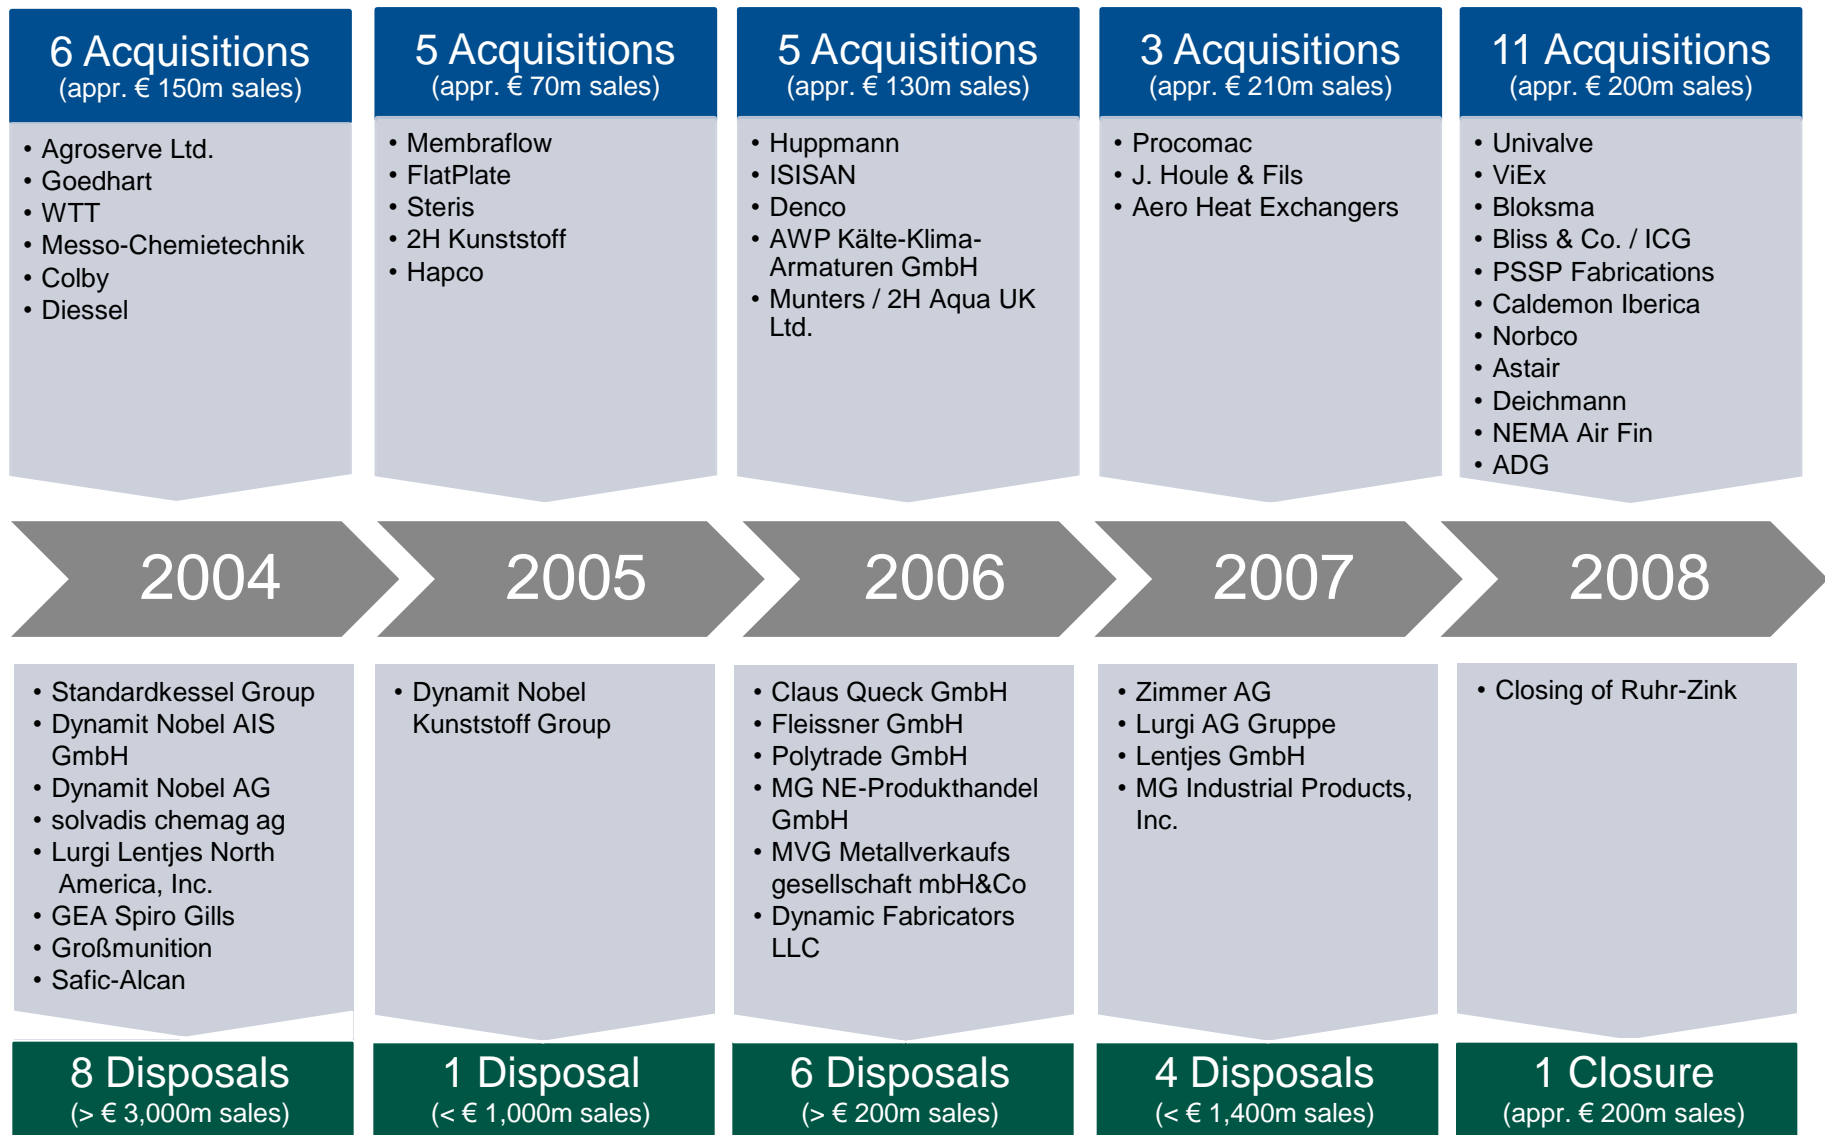 6 Acquisitions
(appr. € 150m sales)
• Agroserve Ltd.
• Goedhart
• WTT
• Messo-Chemietechnik
• Colby
• Diessel
5 Acquisitions
(appr. € 70m sales)
• Membraflow
• FlatPlate
• Steris
• 2H Kunststoff
• Hapco
5 Acquisitions
(appr. € 130m sales)
• Huppmann
• ISISAN
• Denco
• AWP Kälte-Klima-
Armaturen GmbH
• Munters / 2H Aqua UK
Ltd.
3 Acquisitions
(appr. € 210m sales)
• Procomac
• J. Houle & Fils
• Aero Heat Exchangers
11 Acquisitions
(appr. € 200m sales)
• Univalve
• ViEx
• Bloksma
• Bliss & Co. / ICG
• PSSP Fabrications
• Caldemon Iberica
• Norbco
• Astair
• Deichmann
• NEMA Air Fin
• ADG
2004
2005
2006
2007
2008
• Standardkessel Group
• Dynamit Nobel AIS
GmbH
• Dynamit Nobel AG
• solvadis chemag ag
• Lurgi Lentjes North
America, Inc.
• GEA Spiro Gills
• Großmunition
• Safic-Alcan
8 Disposals
(> € 3,000m sales)
• Dynamit Nobel
Kunststoff Group
1 Disposal
(< € 1,000m sales)
• Claus Queck GmbH
• Fleissner GmbH
• Polytrade GmbH
• MG NE-Produkthandel
GmbH
• MVG Metallverkaufs
gesellschaft mbH&Co
• Dynamic Fabricators
LLC
6 Disposals
(> € 200m sales)
• Zimmer AG
• Lurgi AG Gruppe
• Lentjes GmbH
• MG Industrial Products,
Inc.
4 Disposals
(< € 1,400m sales)
• Closing of Ruhr-Zink
1 Closure
(appr. € 200m sales)